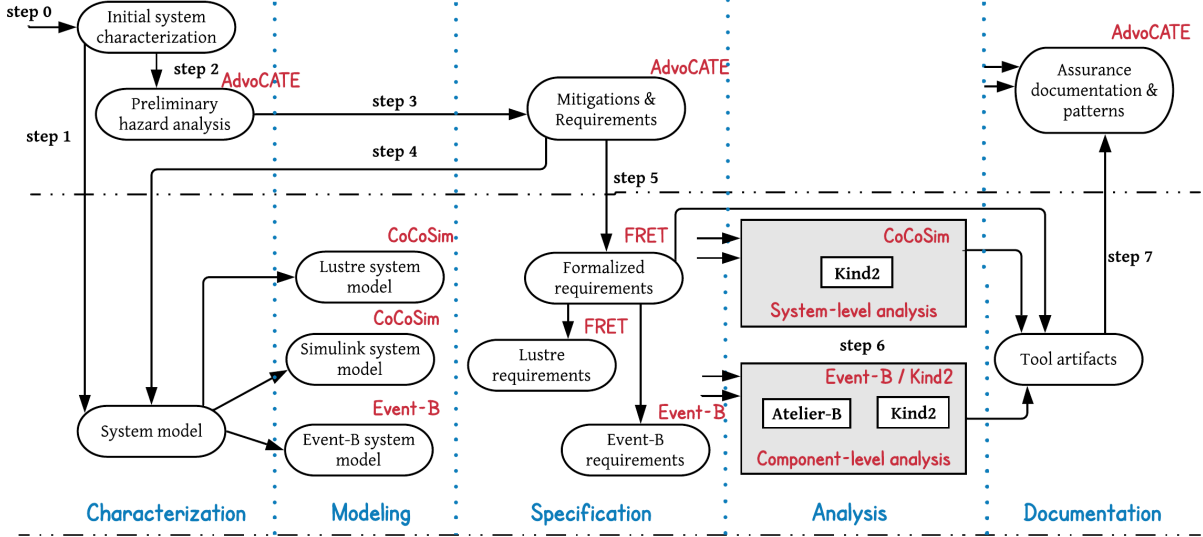 step 0
Initial system
characterization
step 2
AdvoCATE
Preliminary
hazard analysis
step 1
step 3
step 4
AdvoCATE
Mitigations &
Requirements
step 5
AdvoCATE
Assurance
documentation &
patterns
CoCoSim
Lustre system
model
CoCoSim
Simulink system
model
Event-B
Event-B system
model
System model
FRET
Formalized
requirements
FRET
Lustre
requirements
Event-B
Event-B
requirements
CoCoSim
Kind2
System-level analysis
step 6
Event-B / Kind2
Atelier-B
Kind2
Component-level analysis
step 7
Tool artifacts
Characterization
Modeling
Specification
Analysis
Documentation